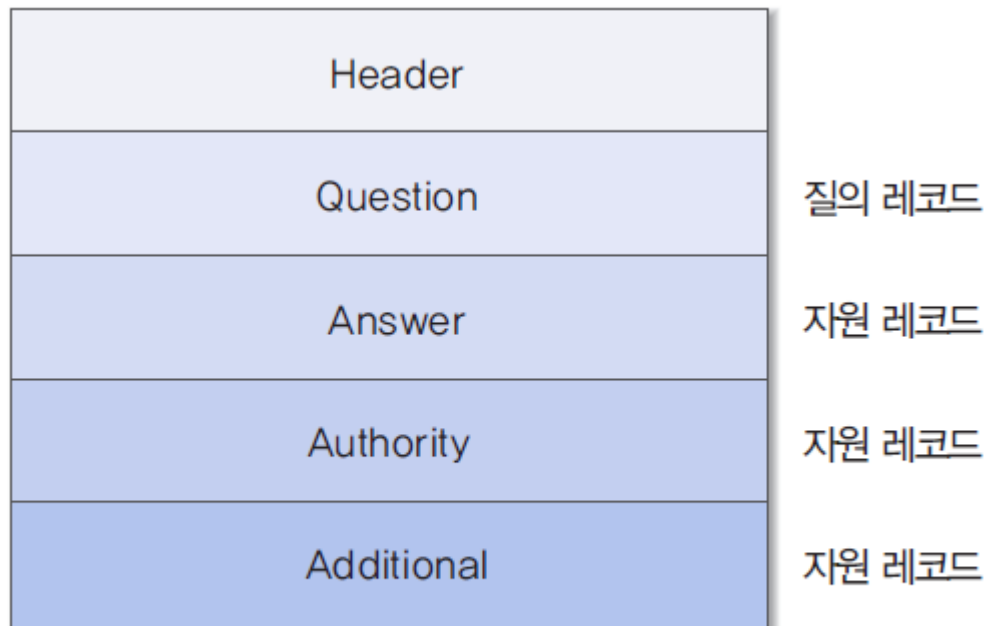 Header
Question 질의 레코드
Answer 자원 레코드
Authority 자원 레코드
Additional 자원 레코드